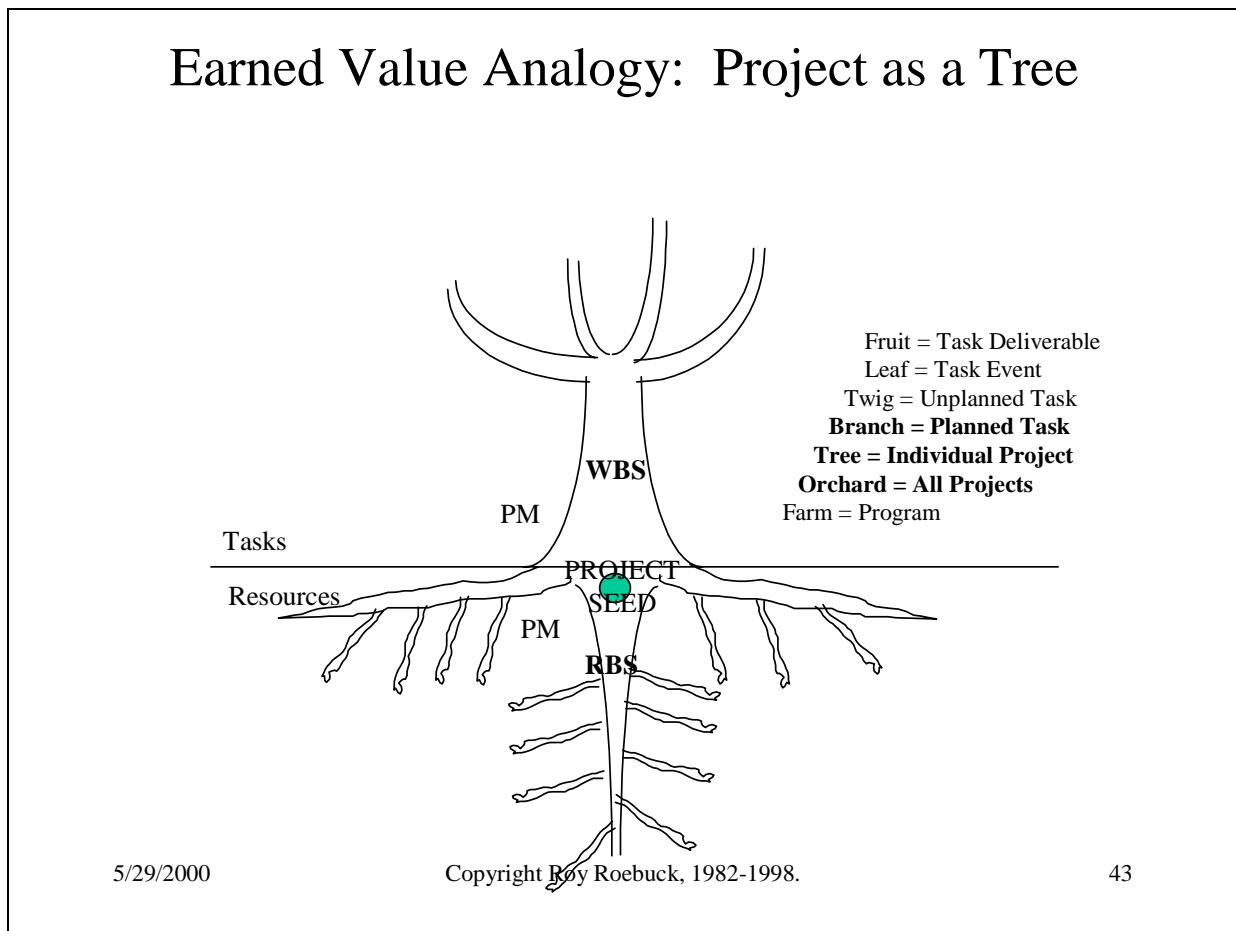 Earned Value Analogy: Project as a Tree
Fruit = Task Deliverable
Leaf = Task Event
Twig = Unplanned Task
Branch = Planned Task
Tree = Individual Project
Orchard = All Projects
Farm = Program
WBS
PM
Tasks
PROJECT
SEED
Resources
PM
RBS
5/29/2000
Copyright Roy Roebuck, 1982-1998.
43